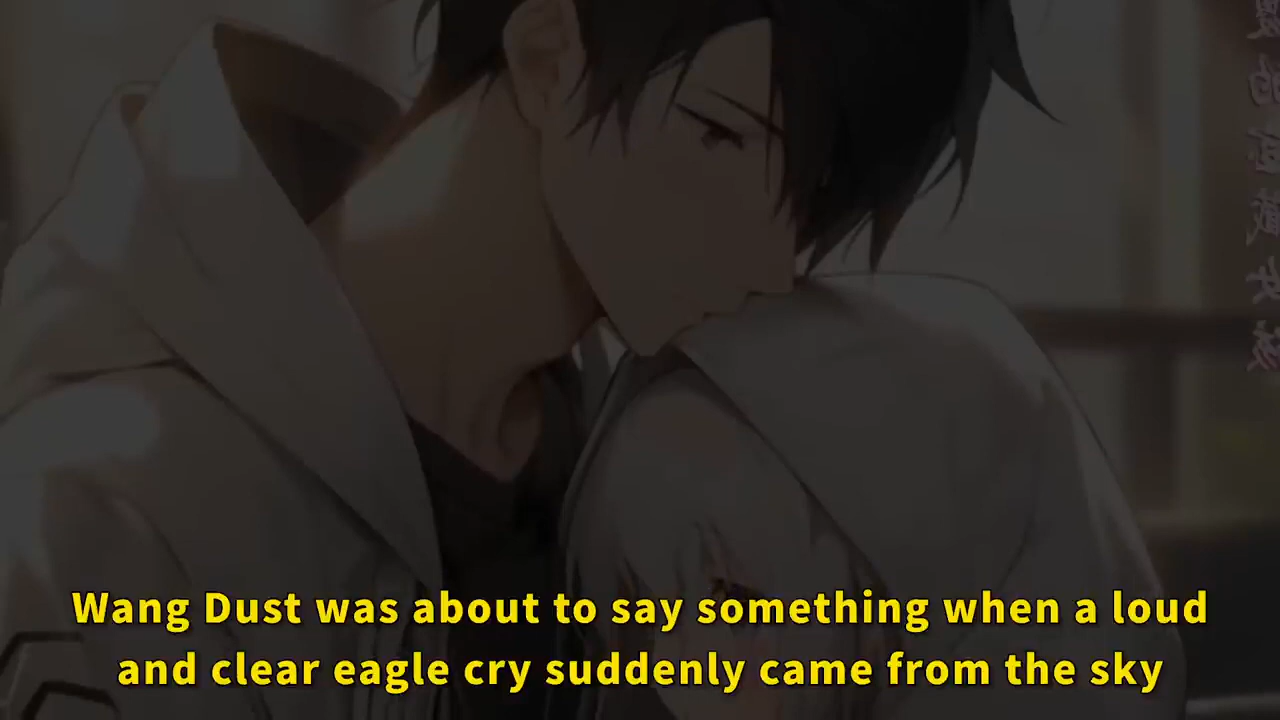 Wang Dust was about to say something when a loud
and clear eagle cry suddenly came from the sky